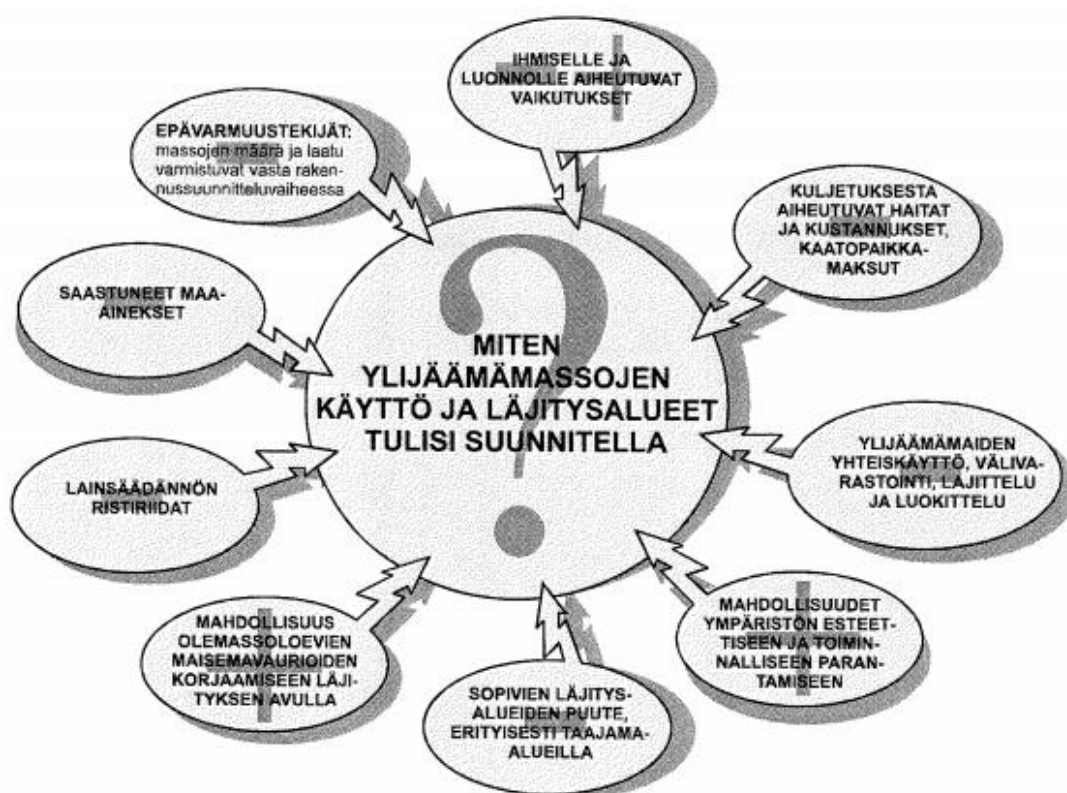 IHMISELLE JA
LUONNOLLE AIHEUTUVAT
VAIKUTUKSET
EPÄVARMUUSTEKIJÄT:
massojen määrä ja laatu
varmistuvat vasta raken-
nussuunnitteluvaiheessa
KULJETUKSESTA
AIHEUTUVAT HAITAT
JA KUSTANNUKSET,
KAATOPAIKKA-
MAKSUT
SAASTUNEET MAA-
AINEKSET
?
MITEN
YLIJÄÄMÄMASSOJEN
KÄYTTÖ JA LÄJITYSALUEET
TULISI SUUNNITELLA
YLIJÄÄMÄMAIDEN
YHTEISKÄYTTÖ, VÄLIVA-
RASTOINTI, LAJITTELU
JA LUOKITTELU
LAINSÄÄDÄNNÖN
RISTIRIIDAT
MAHDOLLISUUS
OLEMASSOLOEVIEN
MAISEMAVAURIOIDEN
KORJAAMISEEN LÄJI-
TYKSEN AVULLA
SOPIVIEN LÄJITYS-
ALUEIDEN PUUTE,
ERITYISESTI TAAJAMA-
ALUEILLA
MAHDOLLISUUDET
YMPÄRISTÖN ESTEET-
TISEEN JA TOIMIN-
NALLISEEN PARAN-
TAMISEEN